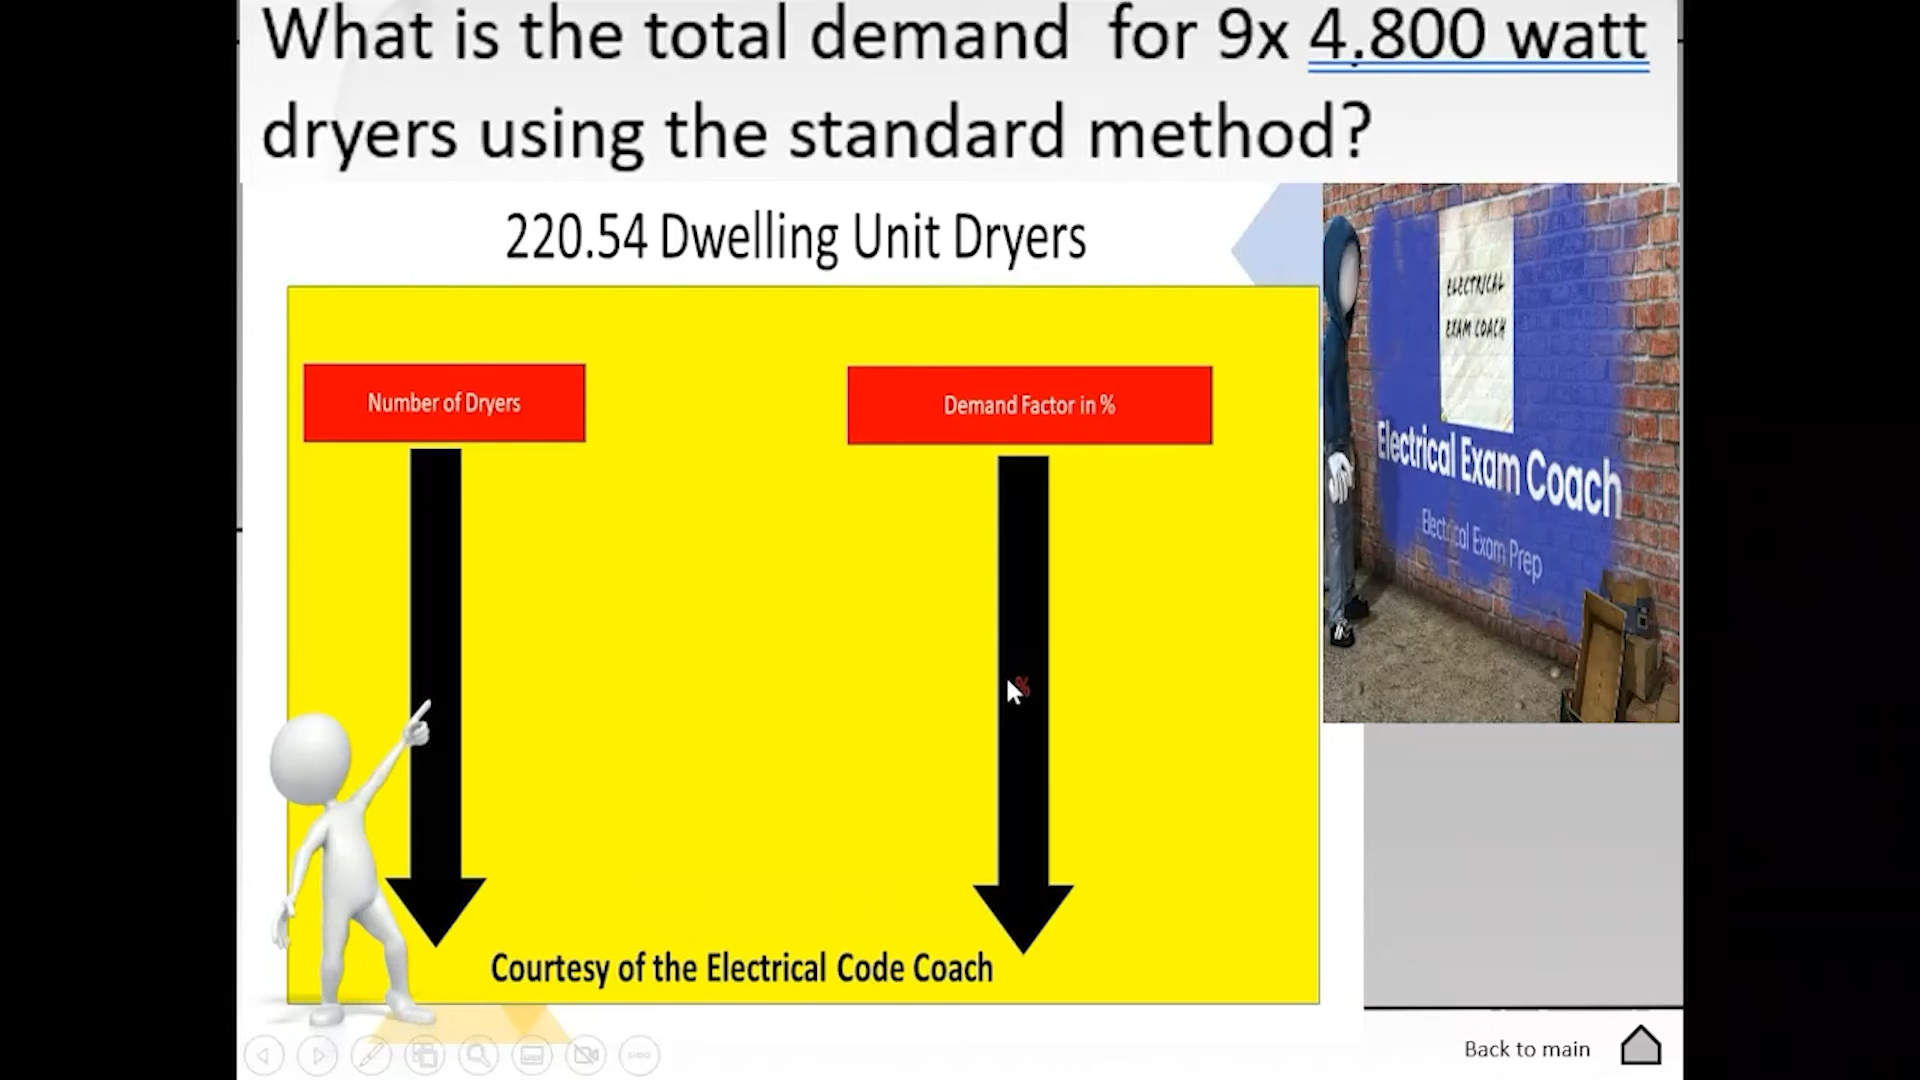 What is the total demand for 9x 4,800 watt
dryers using the standard method?
220.54 Dwelling Unit Dryers
Number of Dryers
Demand Factor in %
%
Courtesy of the Electrical Code Coach
ELECTRICAL
EXAM COACH
Electrical Exam Coach
Electrical Exam Prep
Back to main